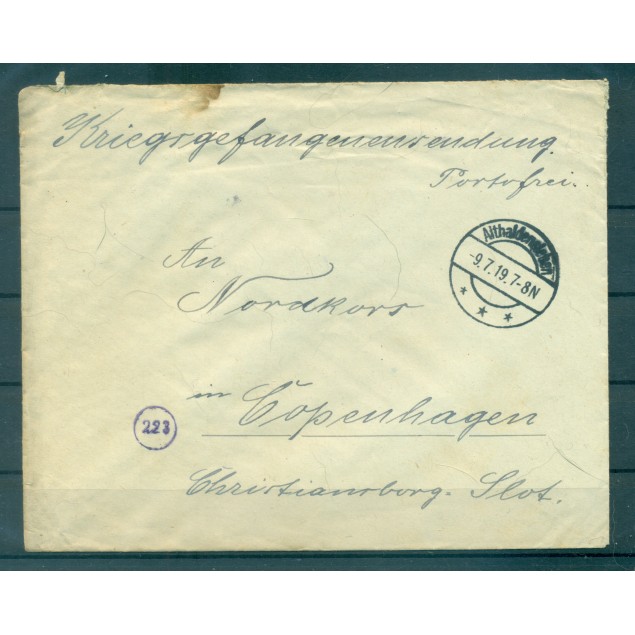 Kriegsgefangenensendung.
Portofrei.
Althaldensleben
-9.7.19.7-8N
An
Nordkors
in Copenhagen
223
Christiansborg. Slot.